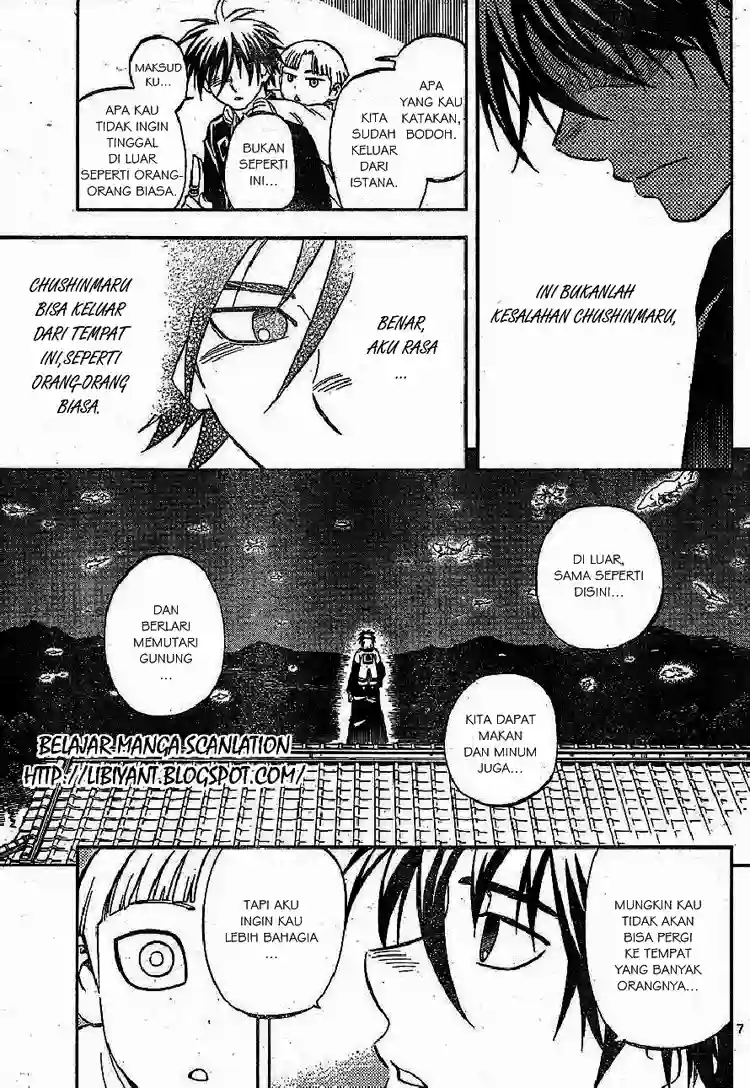 INI BUKANLAH
KESALAHAN CHUSHINMARU,
APA
YANG KAU
KATAKAN,
BODOH.
KITA
SUDAH
KELUAR
DARI
ISTANA.
BUKAN
SEPERTI
INI...
MAKSUD
KU...
APA KAU
TIDAK INGIN
TINGGAL
DI LUAR
SEPERTI ORANG-
ORANG BIASA.
BENAR,
AKU RASA
...
CHUSHINMARU
BISA KELUAR
DARI TEMPAT
INI,SEPERTI
ORANG-ORANG
BIASA.
DI LUAR,
SAMA SEPERTI
DISINI...
KITA DAPAT
MAKAN
DAN MINUM
JUGA...
DAN
BERLARI
MEMUTARI
GUNUNG
...
BELAJAR MANGA SCANLATION
HTTP://LIBIYANT.BLOGSPOT.COM/
MUNGKIN KAU
TIDAK AKAN
BISA PERGI
KE TEMPAT
YANG BANYAK
ORANGNYA...
TAPI AKU
INGIN KAU
LEBIH BAHAGIA
...
7